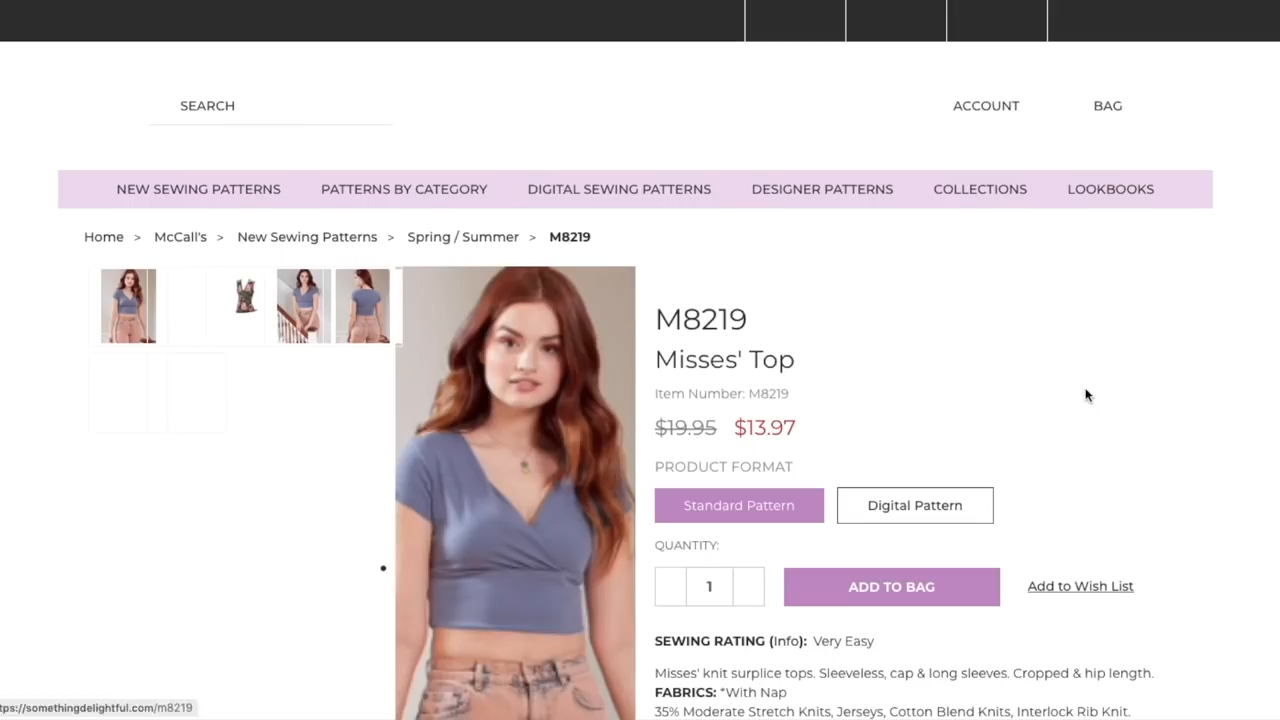 SEARCH
ACCOUNT
BAG
NEW SEWING PATTERNS
PATTERNS BY CATEGORY
DIGITAL SEWING PATTERNS
DESIGNER PATTERNS
COLLECTIONS
LOOKBOOKS
Home > McCall's > New Sewing Patterns > Spring / Summer > M8219
M8219
Misses' Top
Item Number: M8219
$19.95 $13.97
PRODUCT FORMAT
Standard Pattern
Digital Pattern
QUANTITY:
1
ADD TO BAG
Add to Wish List
SEWING RATING (Info): Very Easy
Misses' knit surplice tops. Sleeveless, cap & long sleeves. Cropped & hip length.
FABRICS: *With Nap
35% Moderate Stretch Knits, Jerseys, Cotton Blend Knits, Interlock Rib Knit.
tps://somethingdelightful.com/m8219